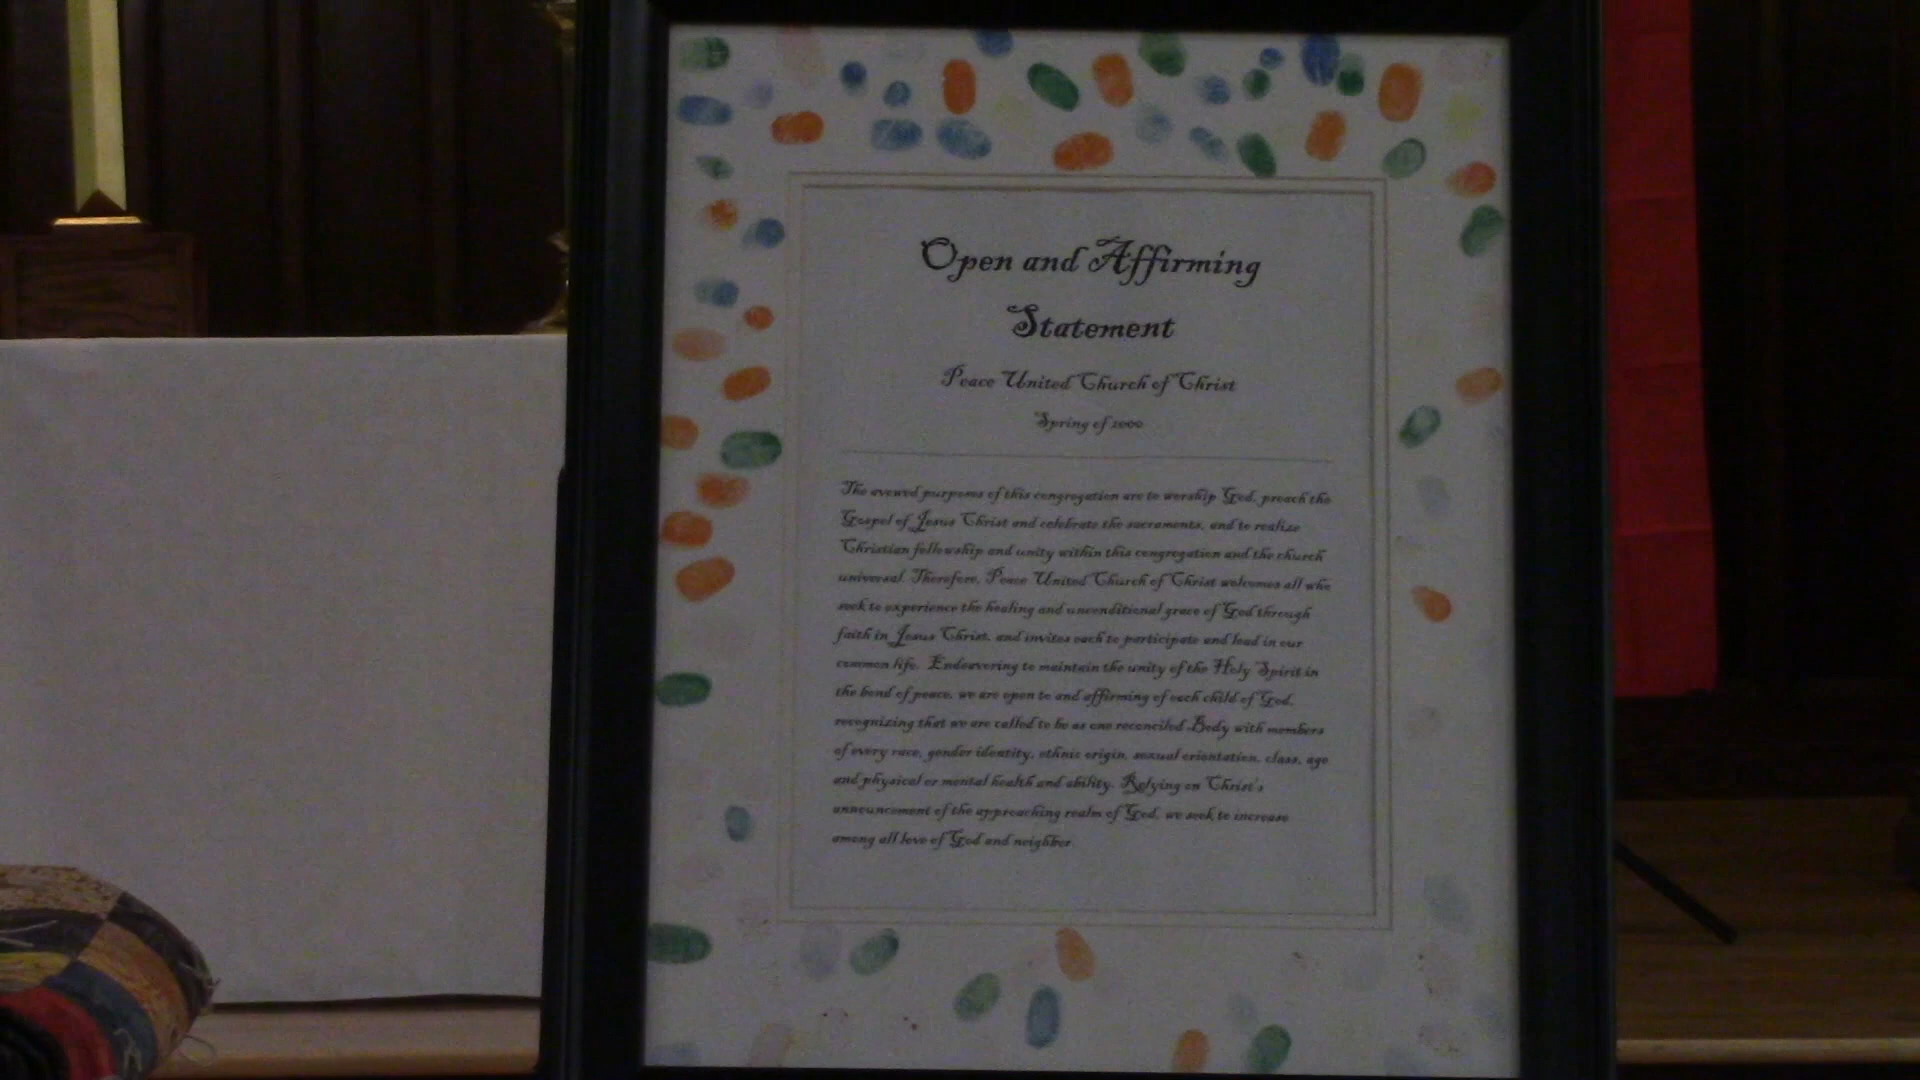 Open and Affirming
Statement
Peace United Church of Christ
Spring of 2000
The avowed purposes of this congregation are to worship God, preach the
Gospel of Jesus Christ and celebrate the sacraments, and to realize
Christian fellowship and unity within this congregation and the church
universal. Therefore, Peace United Church of Christ welcomes all who
seek to experience the healing and unconditional grace of God through
faith in Jesus Christ, and invites each to participate and lead in our
common life. Endeavering to maintain the unity of the Holy Spirit in
the bond of peace, we are open to and affirming of each child of God,
recognizing that we are called to be as one reconciled Body with members
of every race, gender identity, ethnic origin, sexual orientation, class, age
and physical or mental health and ability. Relying on Christ's
announcement of the approaching realm of God, we seek to increase
among all love of God and neighbor.